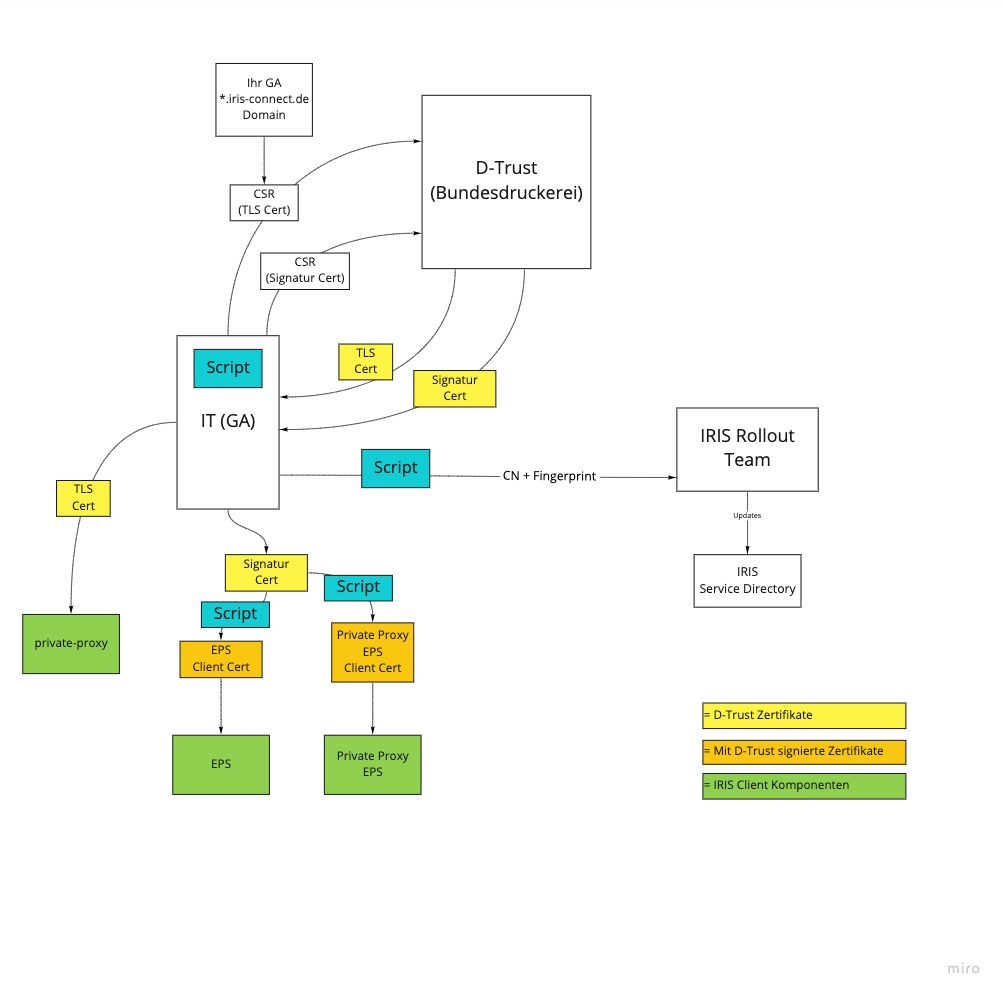 Ihr GA
*.iris-connect.de
Domain
CSR
(TLS Cert)
D-Trust
(Bundesdruckerei)
CSR
(Signatur Cert)
Script
IT (GA)
TLS
Cert
Signatur
Cert
Script
CN + Fingerprint
IRIS Rollout
Team
Updates
IRIS
Service Directory
TLS
Cert
private-proxy
Signatur
Cert
Script
Script
EPS
Client Cert
Private Proxy
EPS
Client Cert
EPS
Private Proxy
EPS
= D-Trust Zertifikate
= Mit D-Trust signierte Zertifikate
= IRIS Client Komponenten
miro